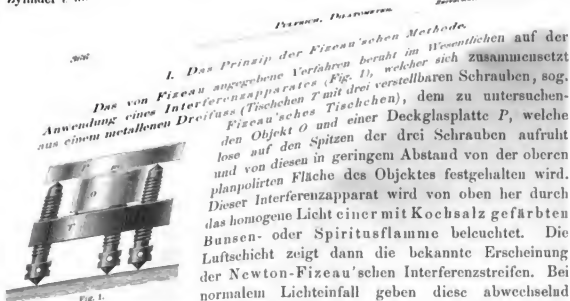 PULFRICH, DILATOMETER.
I. Das Prinzip der Fizeau'schen Methode.
Das von Fizeau angegebene Verfahren beruht im Wesentlichen auf der
Anwendung eines Interferenzapparates (Fig. 1), welcher sich zusammensetzt
aus einem metallenen Dreifuss (Tischchen T mit drei verstellbaren Schrauben, sog.
Fizeau'sches Tischchen), dem zu untersuchen-
den Objekt O und einer Deckglasplatte P, welche
lose auf den Spitzen der drei Schrauben aufruht
und von diesen in geringem Abstand von der oberen
planpolirten Fläche des Objektes festgehalten wird.
Dieser Interferenzapparat wird von oben her durch
das homogene Licht einer mit Kochsalz gefärbten
Bunsen- oder Spiritusflamme beleuchtet. Die
Luftschicht zeigt dann die bekannte Erscheinung
der Newton-Fizeau'schen Interferenzstreifen. Bei
normalem Lichteinfall geben diese abwechselnd
O
T
Fig. 1.